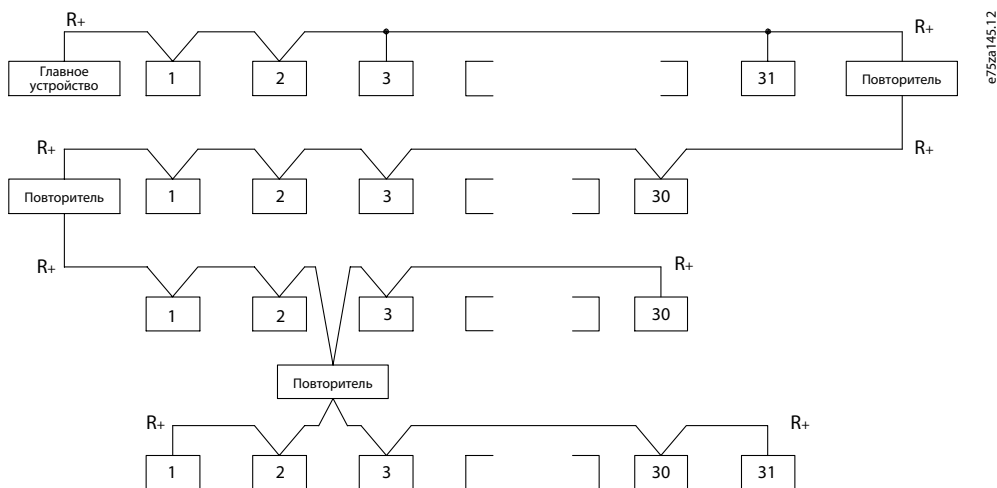 R+ R+
Главное
устройство
1 2 3 31 Повторитель
e75za145.12
R+ R+
Повторитель 1 2 3 30
R+ R+
1 2 3 30
Повторитель
R+ R+
1 2 3 30 31